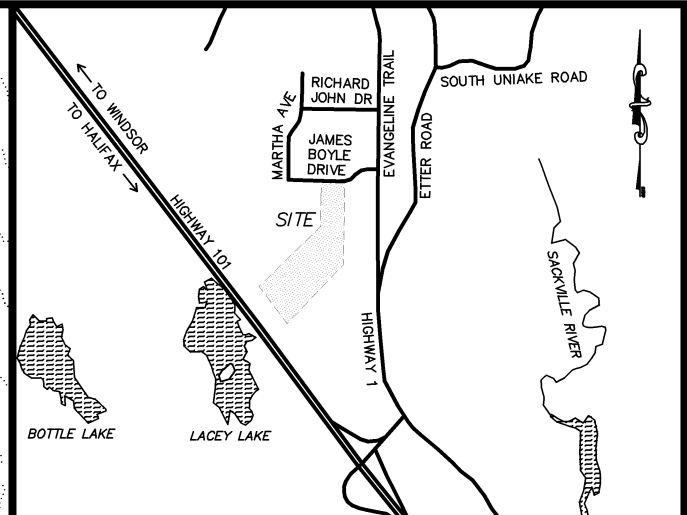 RICHARD
JOHN DR
EVANGELINE TRAIL
SOUTH UNIAKE ROAD
← TO WINDSOR
TO HALIFAX →
MARTHA AVE
JAMES
BOYLE
DRIVE
ETTER ROAD
SITE
HIGHWAY 101
SACKVILLE RIVER
HIGHWAY 1
BOTTLE LAKE
LACEY LAKE